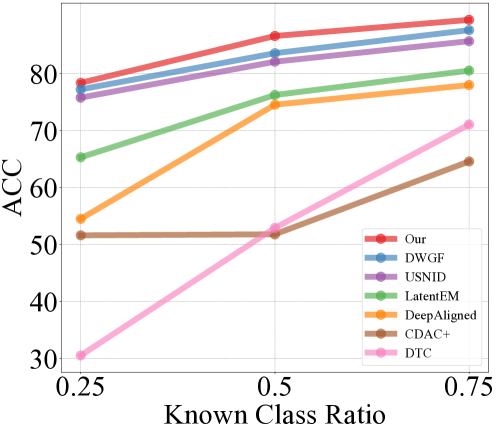 80
70
60
50
40
30
ACC
0.25
0.5
0.75
Known Class Ratio
Our
DWGF
USNID
LatentEM
DeepAligned
CDAC+
DTC